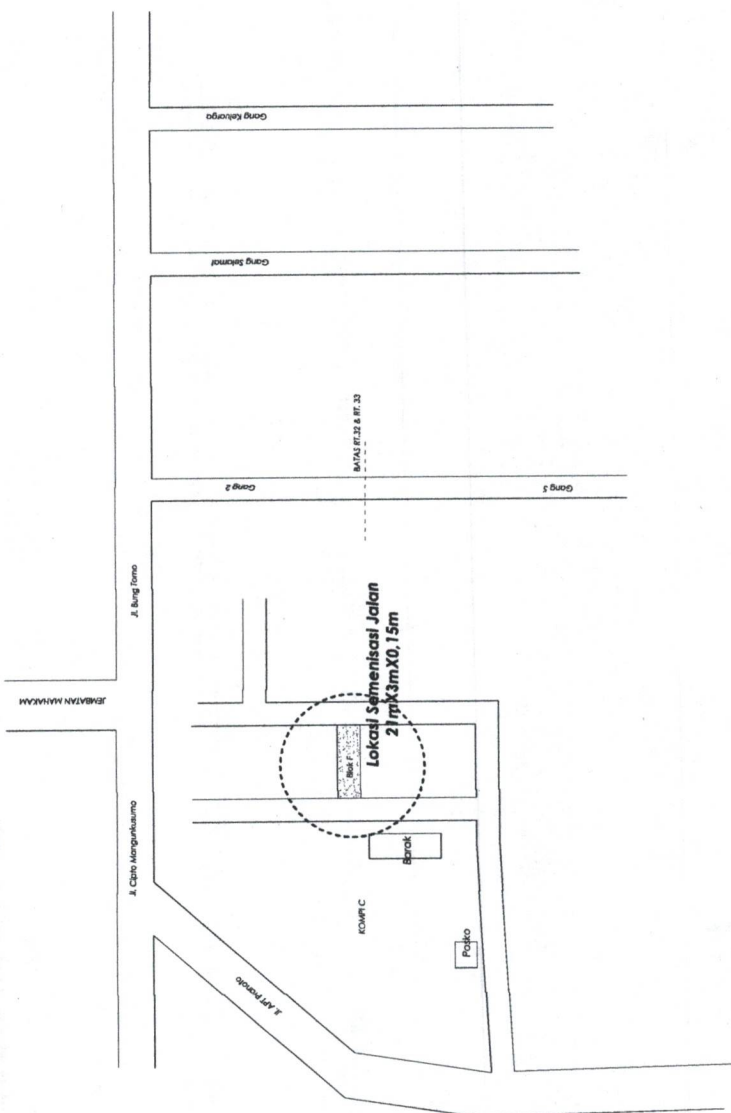 Gang Keluarga
Gang Selamat
BATAS RT.32 & RT. 33
Gang 2
Gang 5
Jl. Bung Tomo
JEMBATAN MAHAKAM
Lokasi Semenisasi Jalan
21mX3mX0,15m
Blok F
Jl. Cipto Mangunkusumo
Barak
KOMPI C
Posko
Jl. APT Pranoto